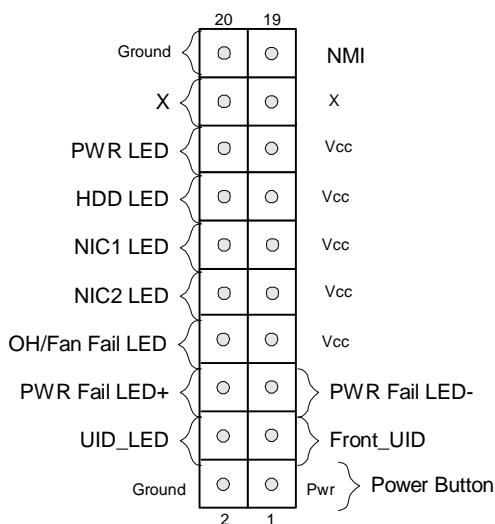 20 19
Ground NMI
X X
PWR LED Vcc
HDD LED Vcc
NIC1 LED Vcc
NIC2 LED Vcc
OH/Fan Fail LED Vcc
PWR Fail LED+ PWR Fail LED-
UID_LED Front_UID
Ground Pwr Power Button
2 1